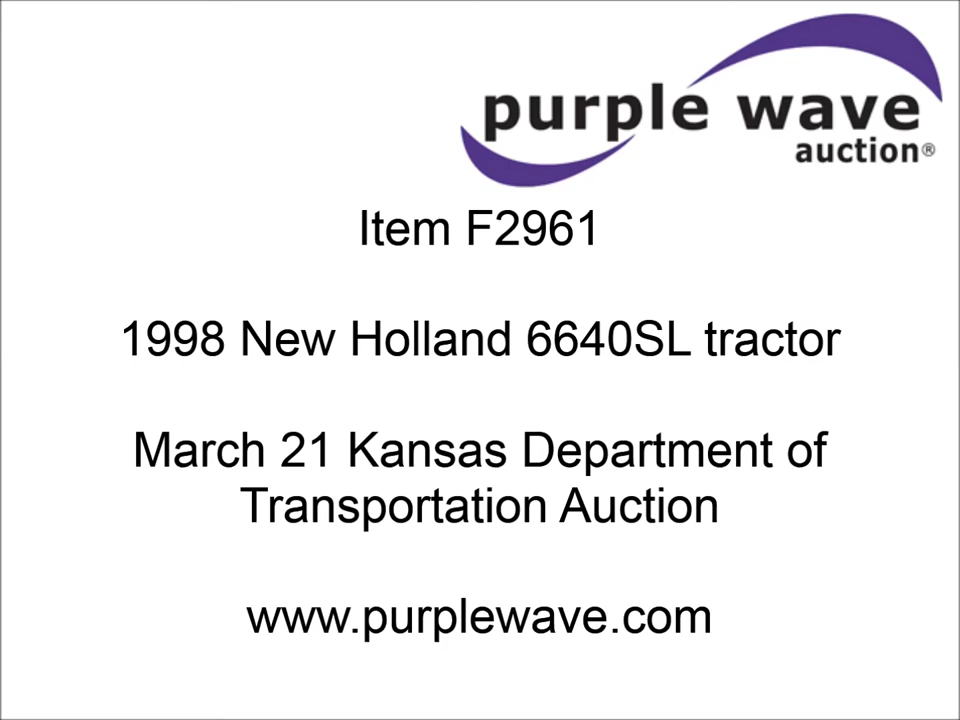 purple wave
auction®
Item F2961
1998 New Holland 6640SL tractor
March 21 Kansas Department of
Transportation Auction
www.purplewave.com